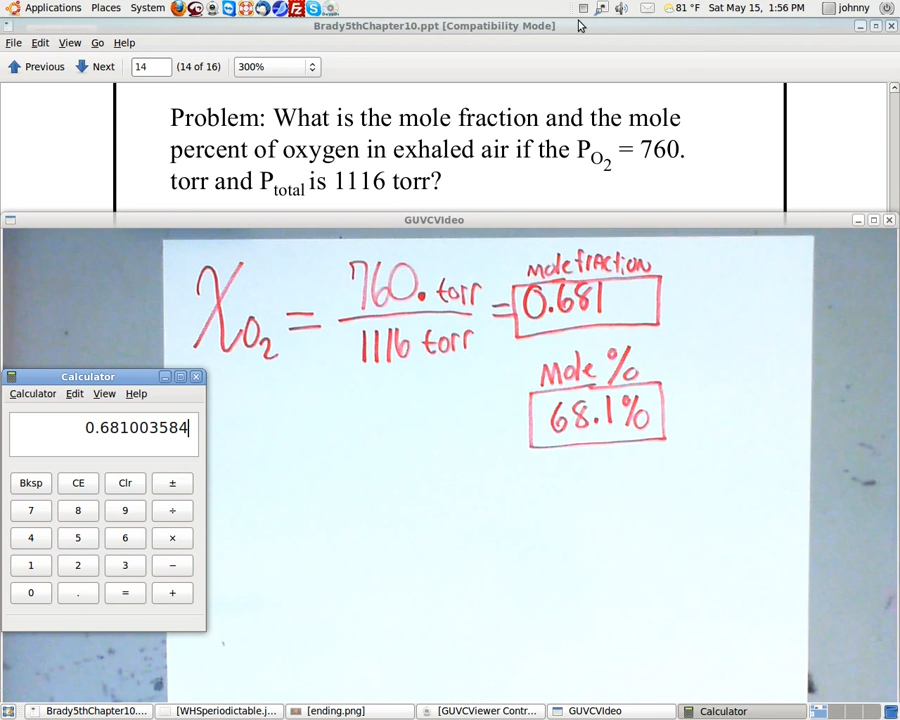 Applications Places System 81 °F Sat May 15, 1:56 PM johnny
Brady5thChapter10.ppt [Compatibility Mode]
File Edit View Go Help
Previous Next 14 (14 of 16) 300%
Problem: What is the mole fraction and the mole
percent of oxygen in exhaled air if the PO2 = 760.
torr and Ptotal is 1116 torr?
GUVCVIdeo
XO2 = 760. torr / 1116 torr =
mole fraction
0.681
Mole %
68.1%
Calculator
Calculator Edit View Help
0.681003584
Bksp CE Clr ±
7 8 9 ÷
4 5 6 ×
1 2 3 −
0 . = +
Brady5thChapter10.... [WHSperiodictable.j... [ending.png] [GUVCViewer Contr... GUVCVIdeo Calculator